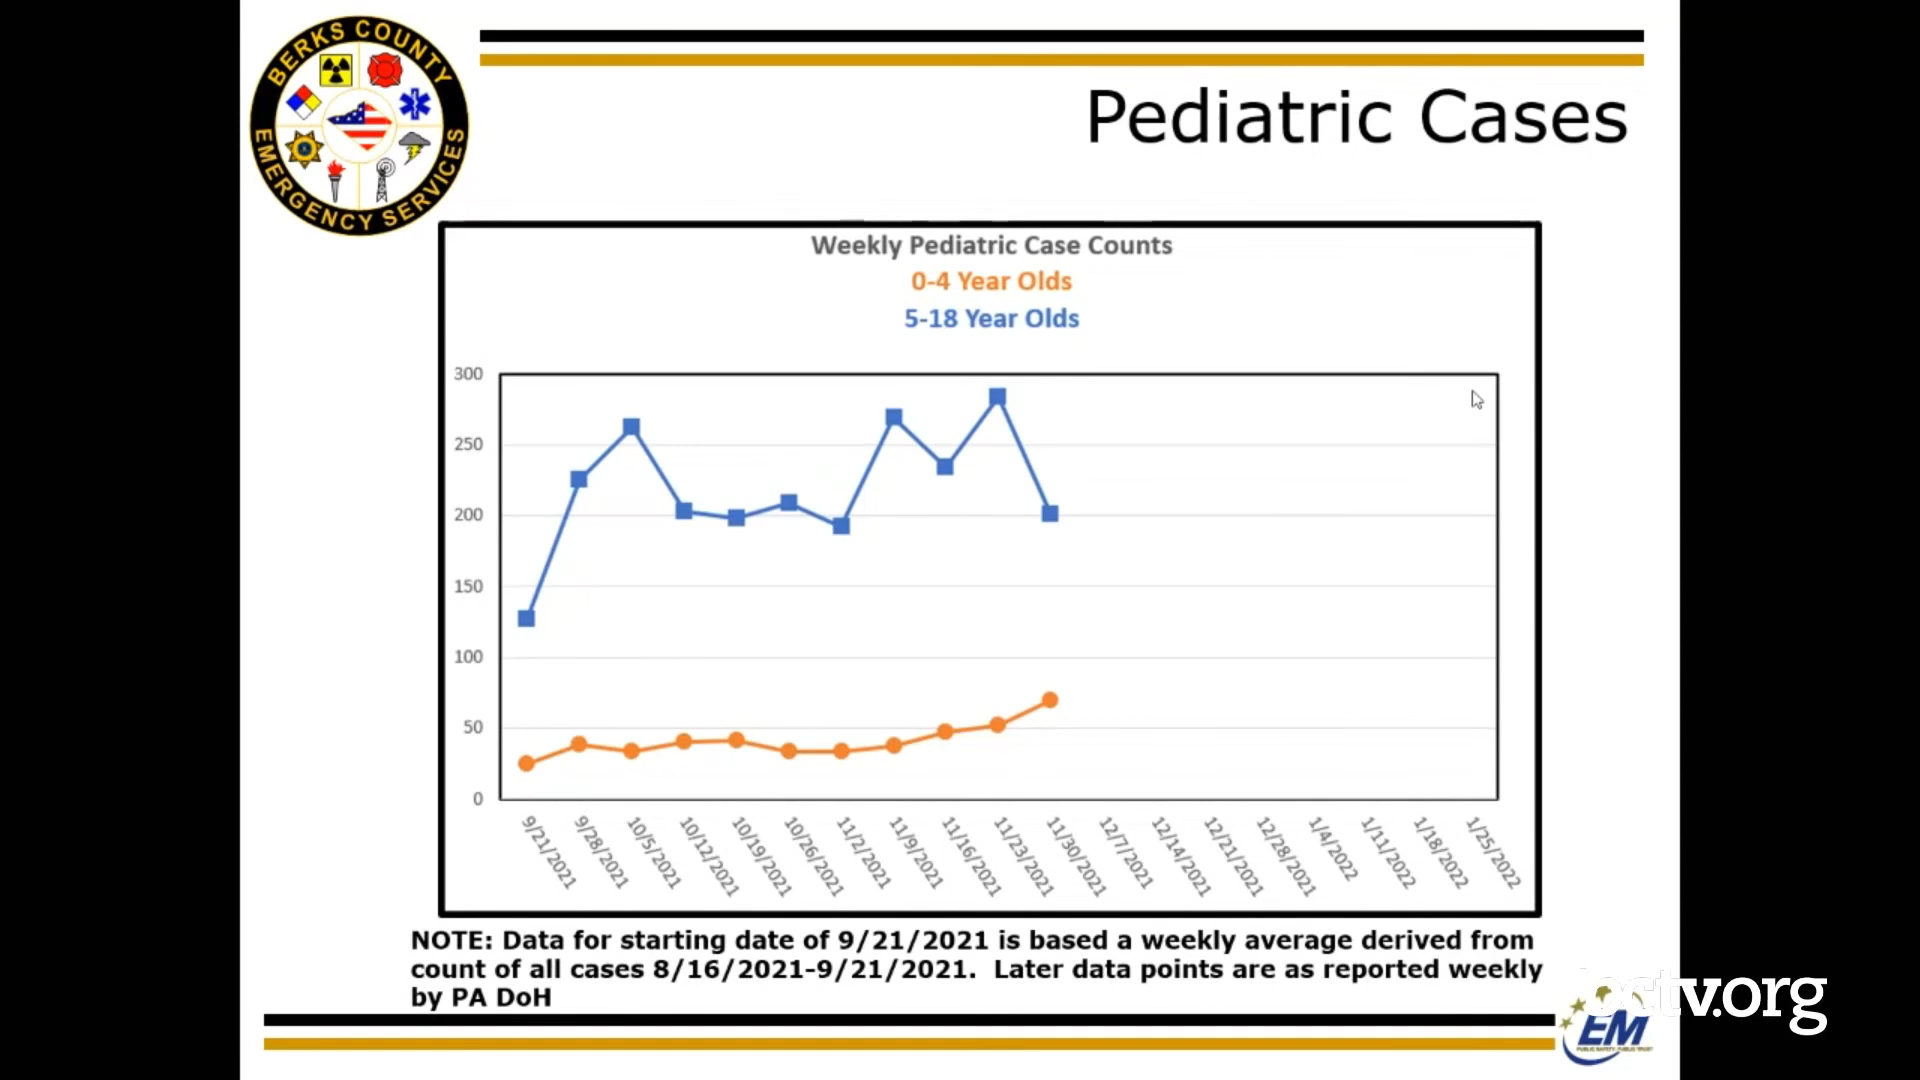 BERKS COUNTY
EMERGENCY SERVICES
Pediatric Cases
Weekly Pediatric Case Counts
0-4 Year Olds
5-18 Year Olds
300
250
200
150
100
50
0
9/21/2021
9/28/2021
10/5/2021
10/12/2021
10/19/2021
10/26/2021
11/2/2021
11/9/2021
11/16/2021
11/23/2021
11/30/2021
12/7/2021
12/14/2021
12/21/2021
12/28/2021
1/4/2022
1/11/2022
1/18/2022
1/25/2022
NOTE: Data for starting date of 9/21/2021 is based a weekly average derived from
count of all cases 8/16/2021-9/21/2021.  Later data points are as reported weekly
by PA DoH
bctv.org
EM
PUBLIC SAFETY, PUBLIC TRUST